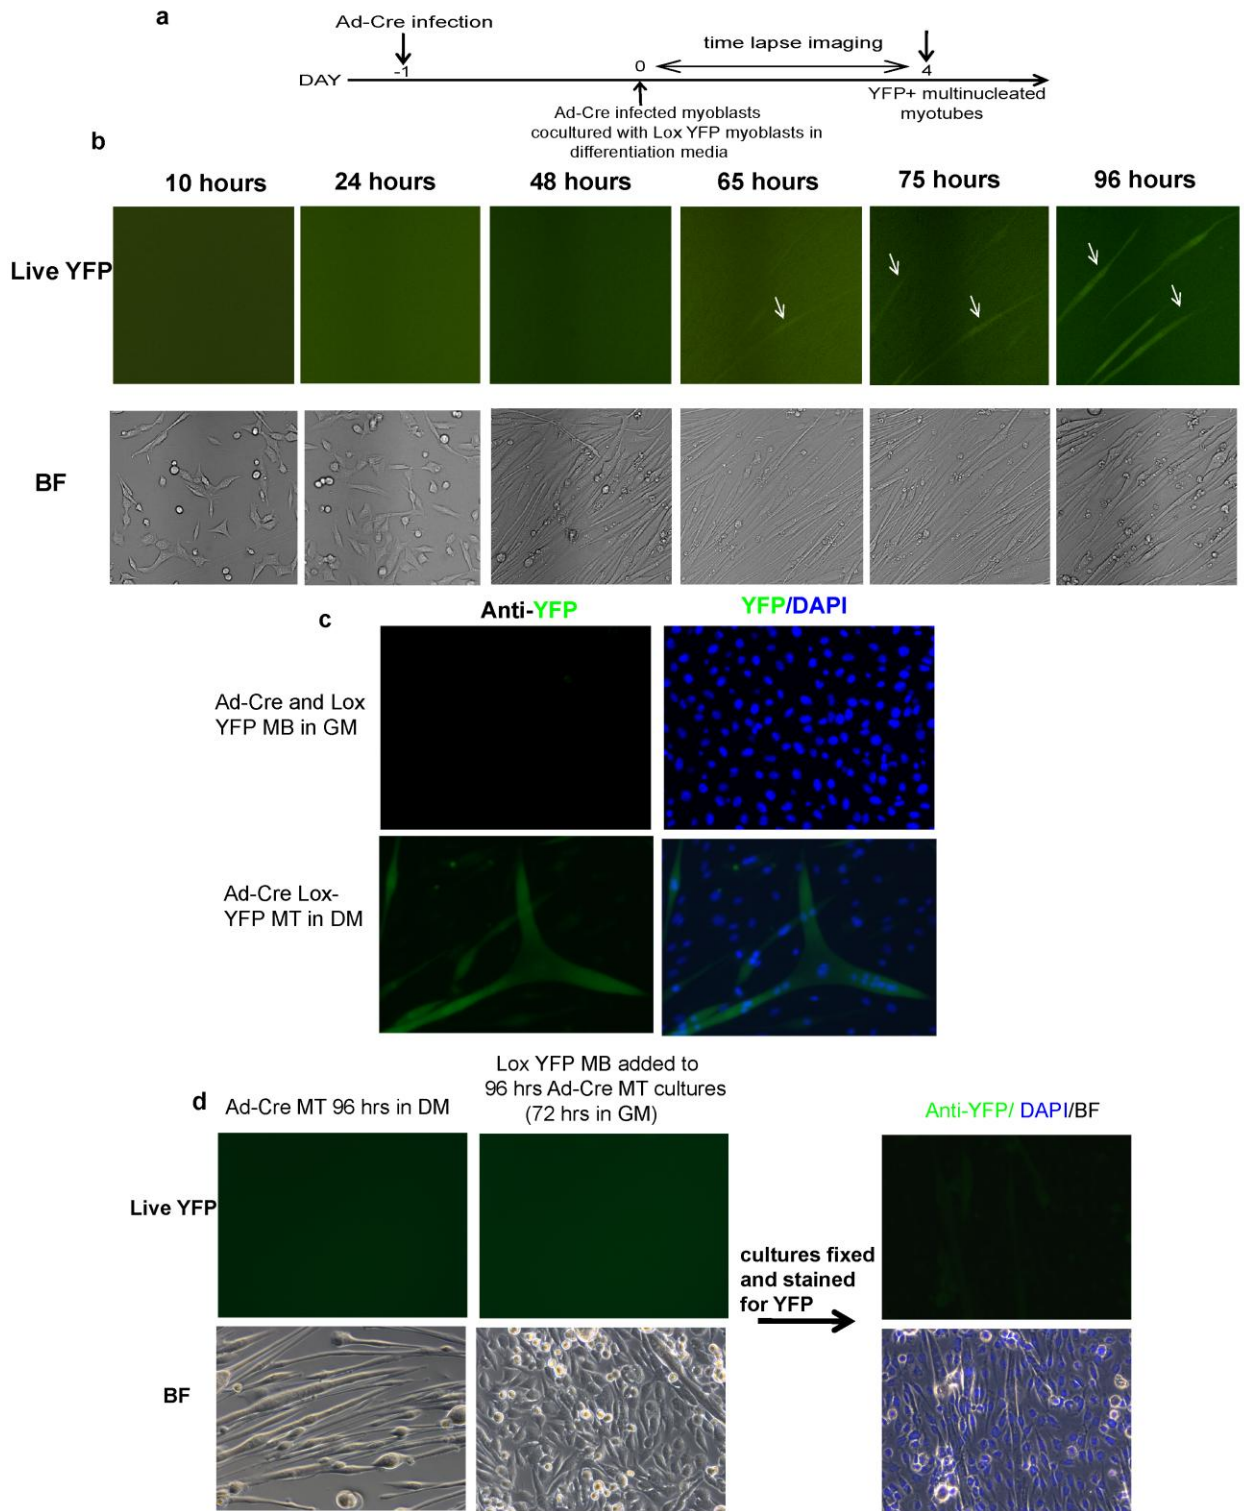 a
Ad-Cre infection
time lapse imaging
DAY
-1
0
4
Ad-Cre infected myoblasts
cocultured with Lox YFP myoblasts in
differentiation media
YFP+ multinucleated
myotubes
b
10 hours
24 hours
48 hours
65 hours
75 hours
96 hours
Live YFP
BF
c
Anti-YFP
YFP/DAPI
Ad-Cre and Lox
YFP MB in GM
Ad-Cre Lox-
YFP MT in DM
d
Ad-Cre MT 96 hrs in DM
Lox YFP MB added to
96 hrs Ad-Cre MT cultures
(72 hrs in GM)
Anti-YFP/ DAPI/BF
Live YFP
cultures fixed
and stained
for YFP
BF